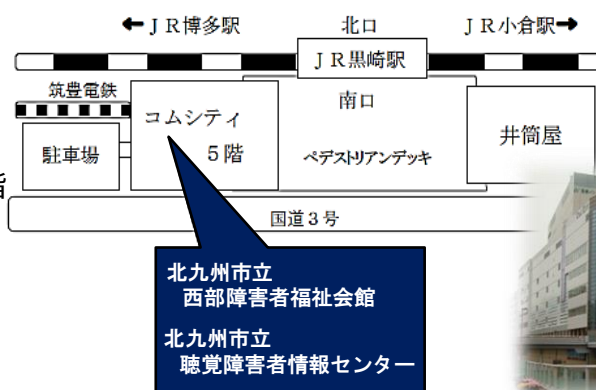 ←ＪＲ博多駅 北口 ＪＲ小倉駅→
ＪＲ黒崎駅
筑豊電鉄
南口
コムシティ
井筒屋
駐車場
５階
ペデストリアンデッキ
階
国道３号
北九州市立
西部障害者福祉会館
北九州市立
聴覚障害者情報センター